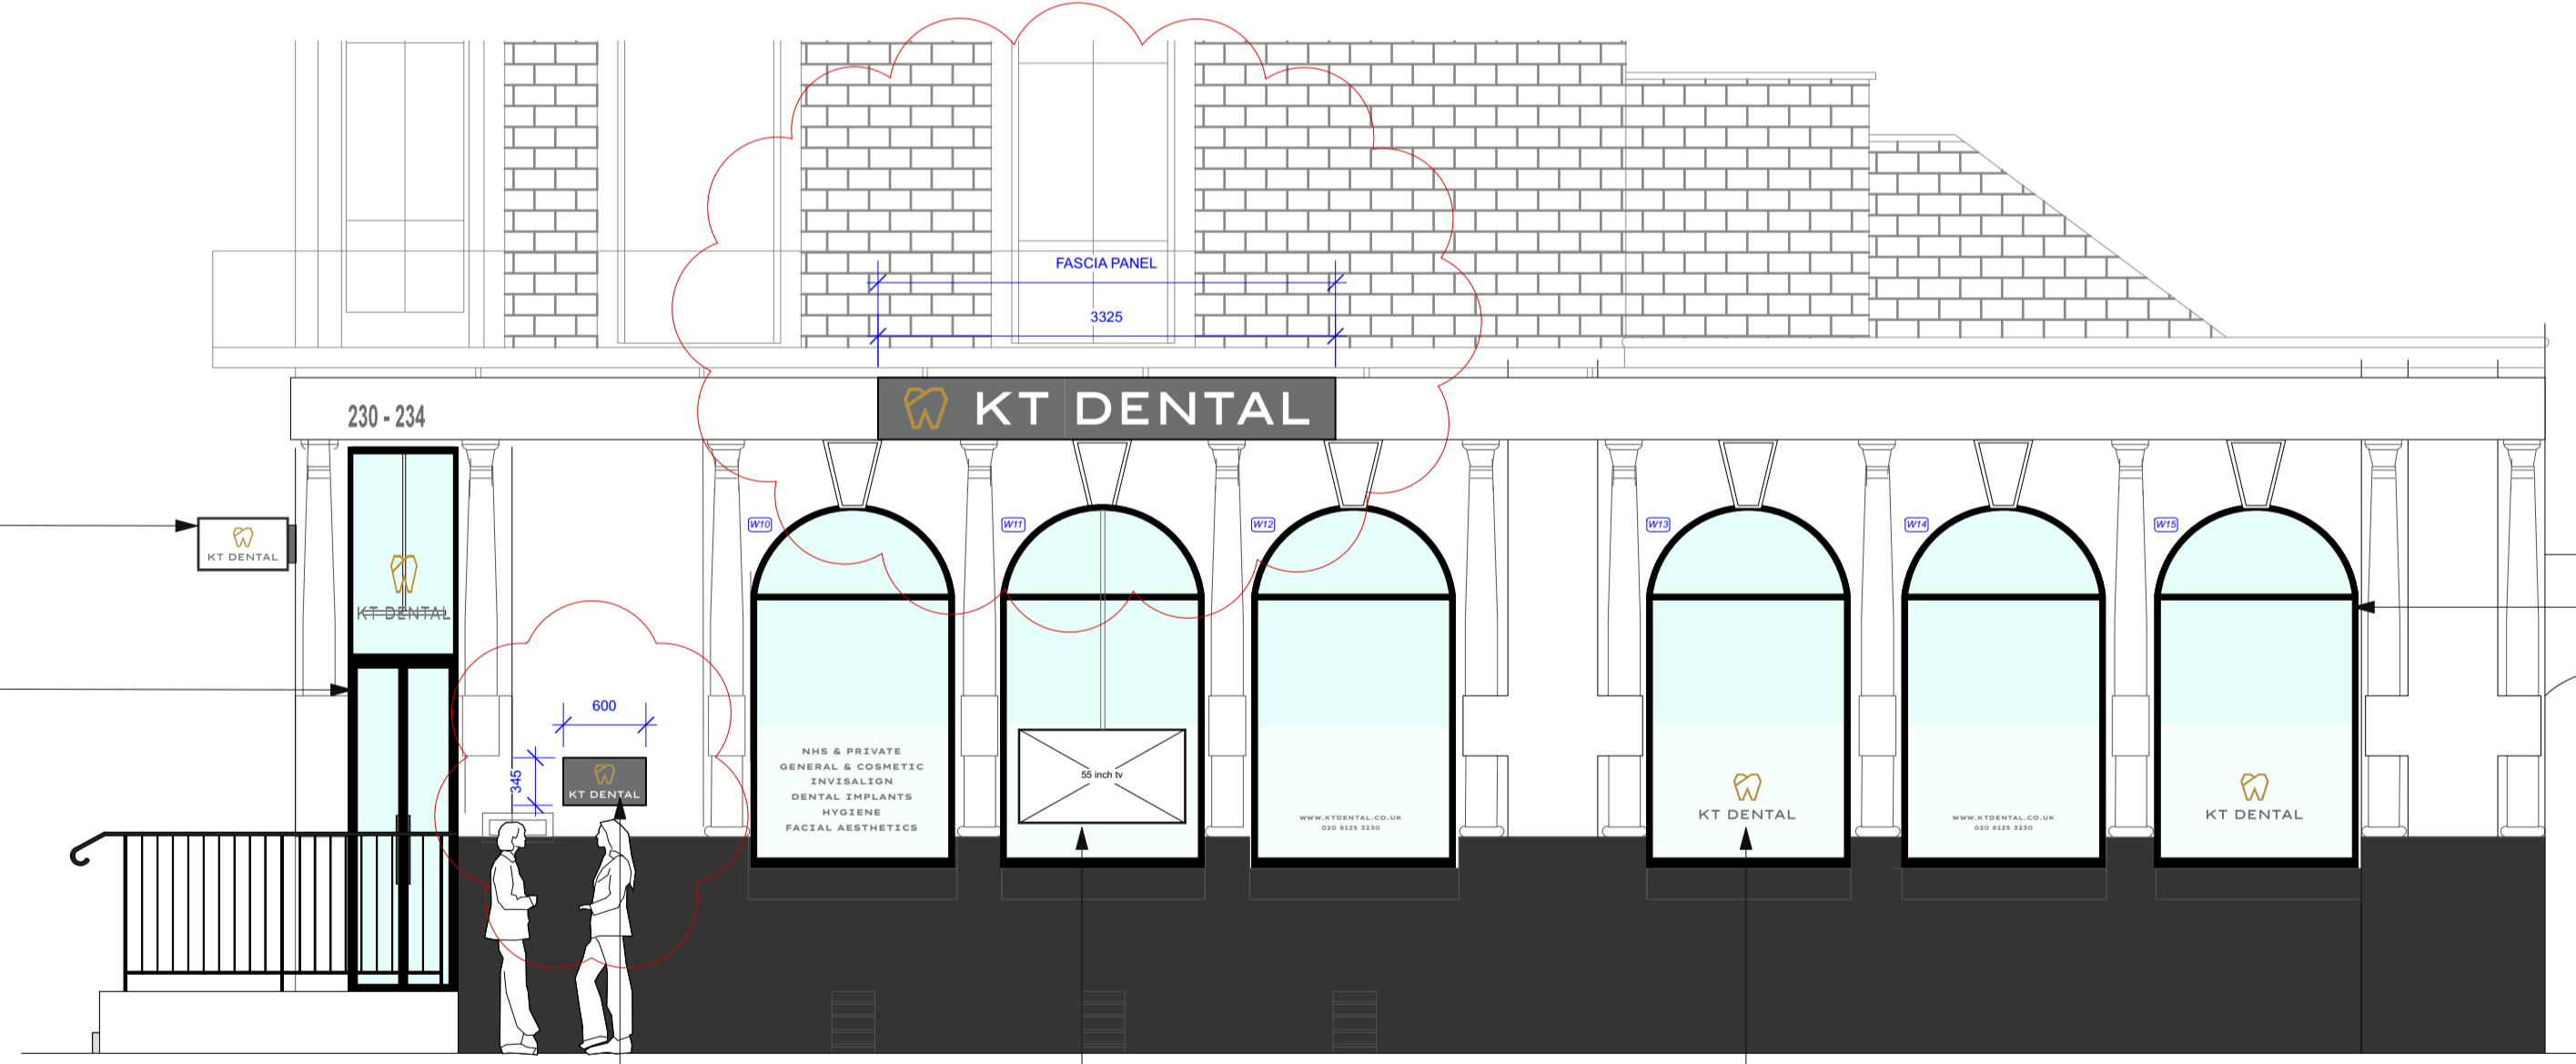 FASCIA PANEL
3325
230 - 234
KT DENTAL
W10
W11
W12
W13
W14
W15
KT DENTAL
KT DENTAL
600
345
KT DENTAL
NHS & PRIVATE
GENERAL & COSMETIC
INVISALIGN
DENTAL IMPLANTS
HYGIENE
FACIAL AESTHETICS
55 inch tv
WWW.KTDENTAL.CO.UK
020 8125 3230
KT DENTAL
WWW.KTDENTAL.CO.UK
020 8125 3230
KT DENTAL